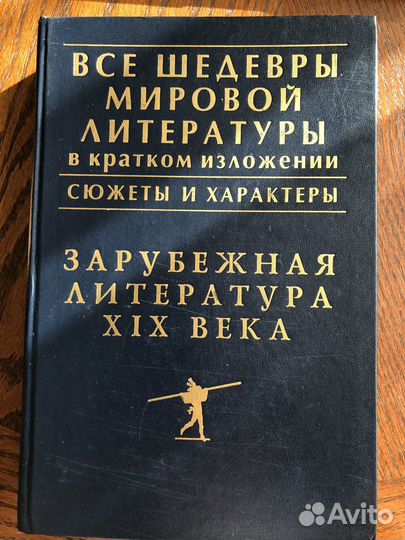 ВСЕ ШЕДЕВРЫ
МИРОВОЙ
ЛИТЕРАТУРЫ
в кратком изложении
СЮЖЕТЫ И ХАРАКТЕРЫ
ЗАРУБЕЖНАЯ
ЛИТЕРАТУРА
XIX ВЕКА
Avito